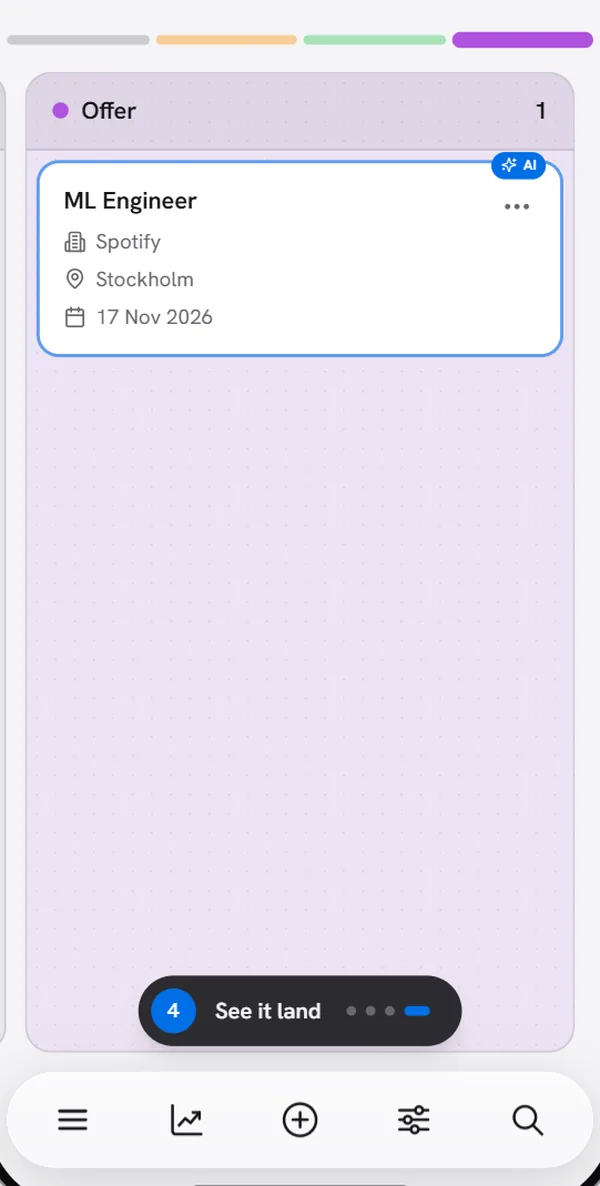 Offer 1
AI
ML Engineer
Spotify
Stockholm
17 Nov 2026
4 See it land